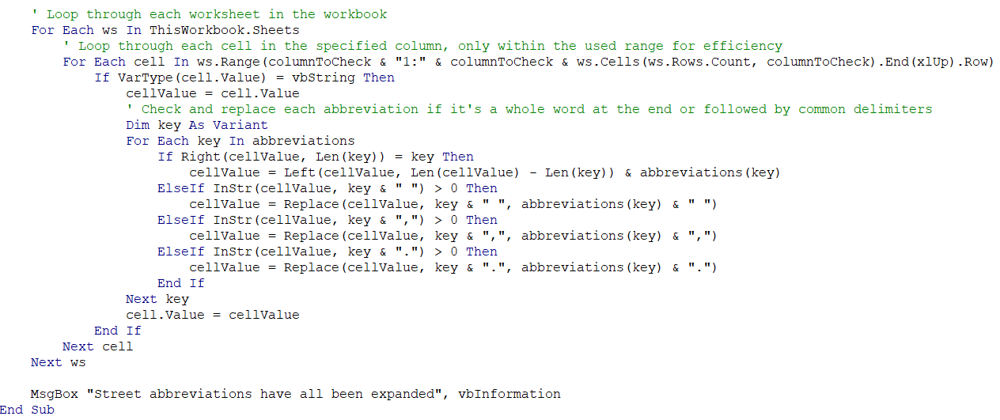 ' Loop through each worksheet in the workbook
For Each ws In ThisWorkbook.Sheets
' Loop through each cell in the specified column, only within the used range for efficiency
For Each cell In ws.Range(columnToCheck & "1:" & columnToCheck & ws.Cells(ws.Rows.Count, columnToCheck).End(xlUp).Row)
If VarType(cell.Value) = vbString Then
cellValue = cell.Value
' Check and replace each abbreviation if it's a whole word at the end or followed by common delimiters
Dim key As Variant
For Each key In abbreviations
If Right(cellValue, Len(key)) = key Then
cellValue = Left(cellValue, Len(cellValue) - Len(key)) & abbreviations(key)
ElseIf InStr(cellValue, key & " ") > 0 Then
cellValue = Replace(cellValue, key & " ", abbreviations(key) & " ")
ElseIf InStr(cellValue, key & ",") > 0 Then
cellValue = Replace(cellValue, key & ",", abbreviations(key) & ",")
ElseIf InStr(cellValue, key & ".") > 0 Then
cellValue = Replace(cellValue, key & ".", abbreviations(key) & ".")
End If
Next key
cell.Value = cellValue
End If
Next cell
Next ws
MsgBox "Street abbreviations have all been expanded", vbInformation
End Sub